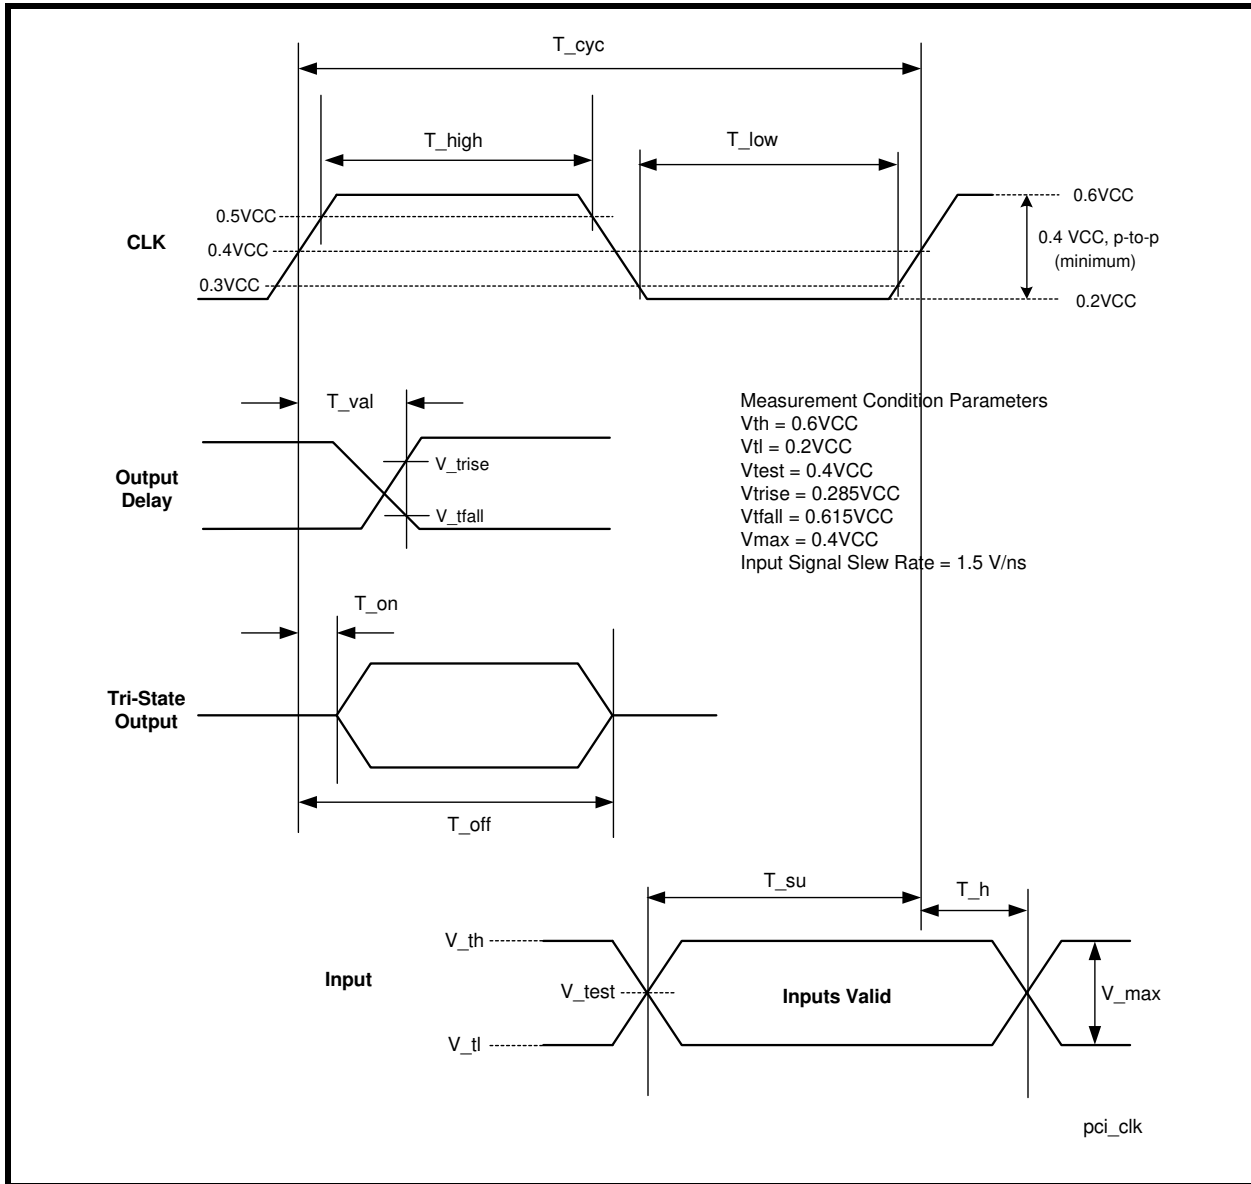 T_cyc
T_high
T_low
0.6VCC
0.5VCC
CLK
0.4VCC
0.4 VCC, p-to-p
(minimum)
0.3VCC
0.2VCC
T_val
Measurement Condition Parameters
Vth = 0.6VCC
Vtl = 0.2VCC
Vtest = 0.4VCC
Vtrise = 0.285VCC
Vtfall = 0.615VCC
Vmax = 0.4VCC
Input Signal Slew Rate = 1.5 V/ns
Output
Delay
V_trise
V_tfall
T_on
Tri-State
Output
T_off
T_su
T_h
V_th
Input
V_test
Inputs Valid
V_max
V_tl
pci_clk